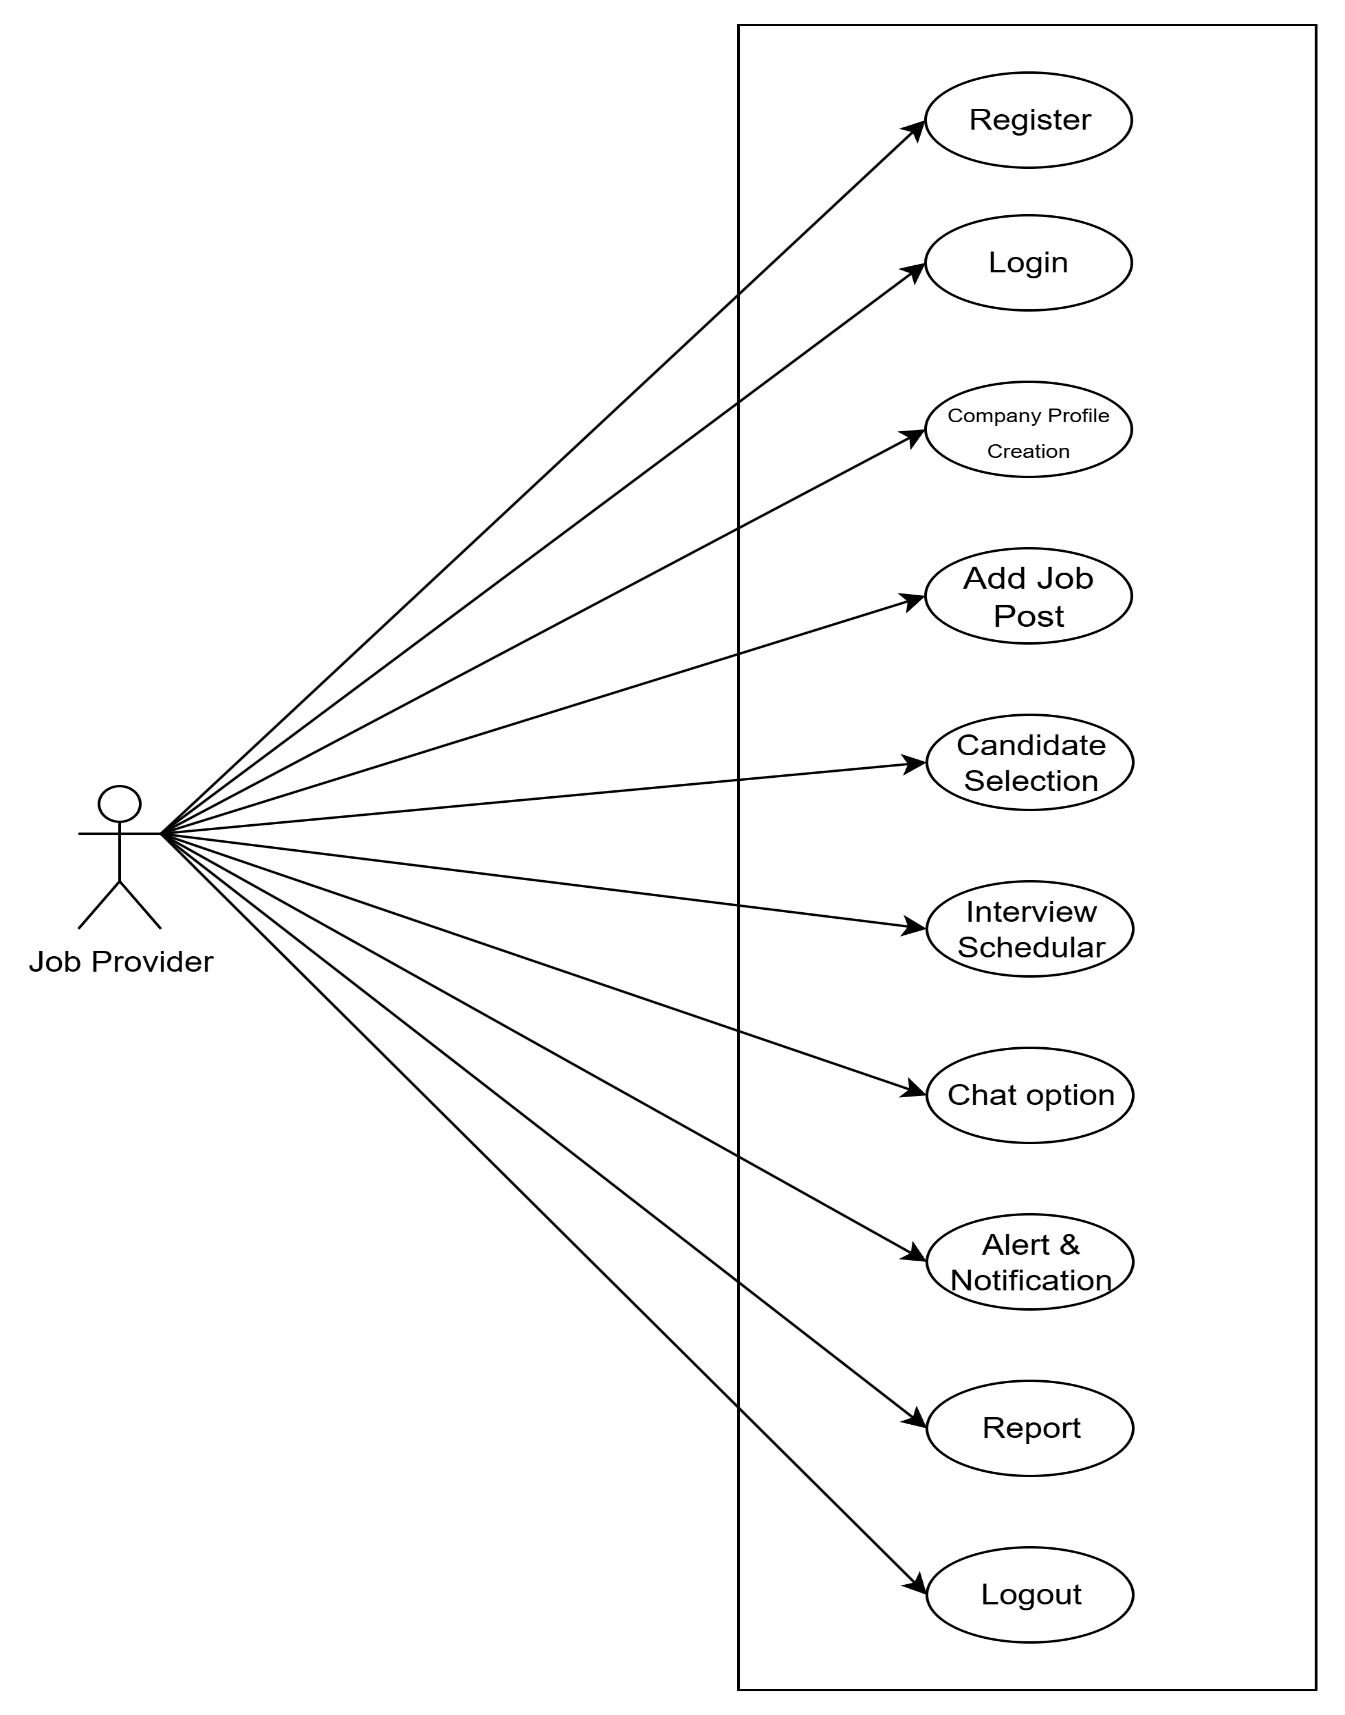 Register
Login
Company Profile
Creation
Add Job
Post
Candidate
Selection
Job Provider
Interview
Schedular
Chat option
Alert &
Notification
Report
Logout